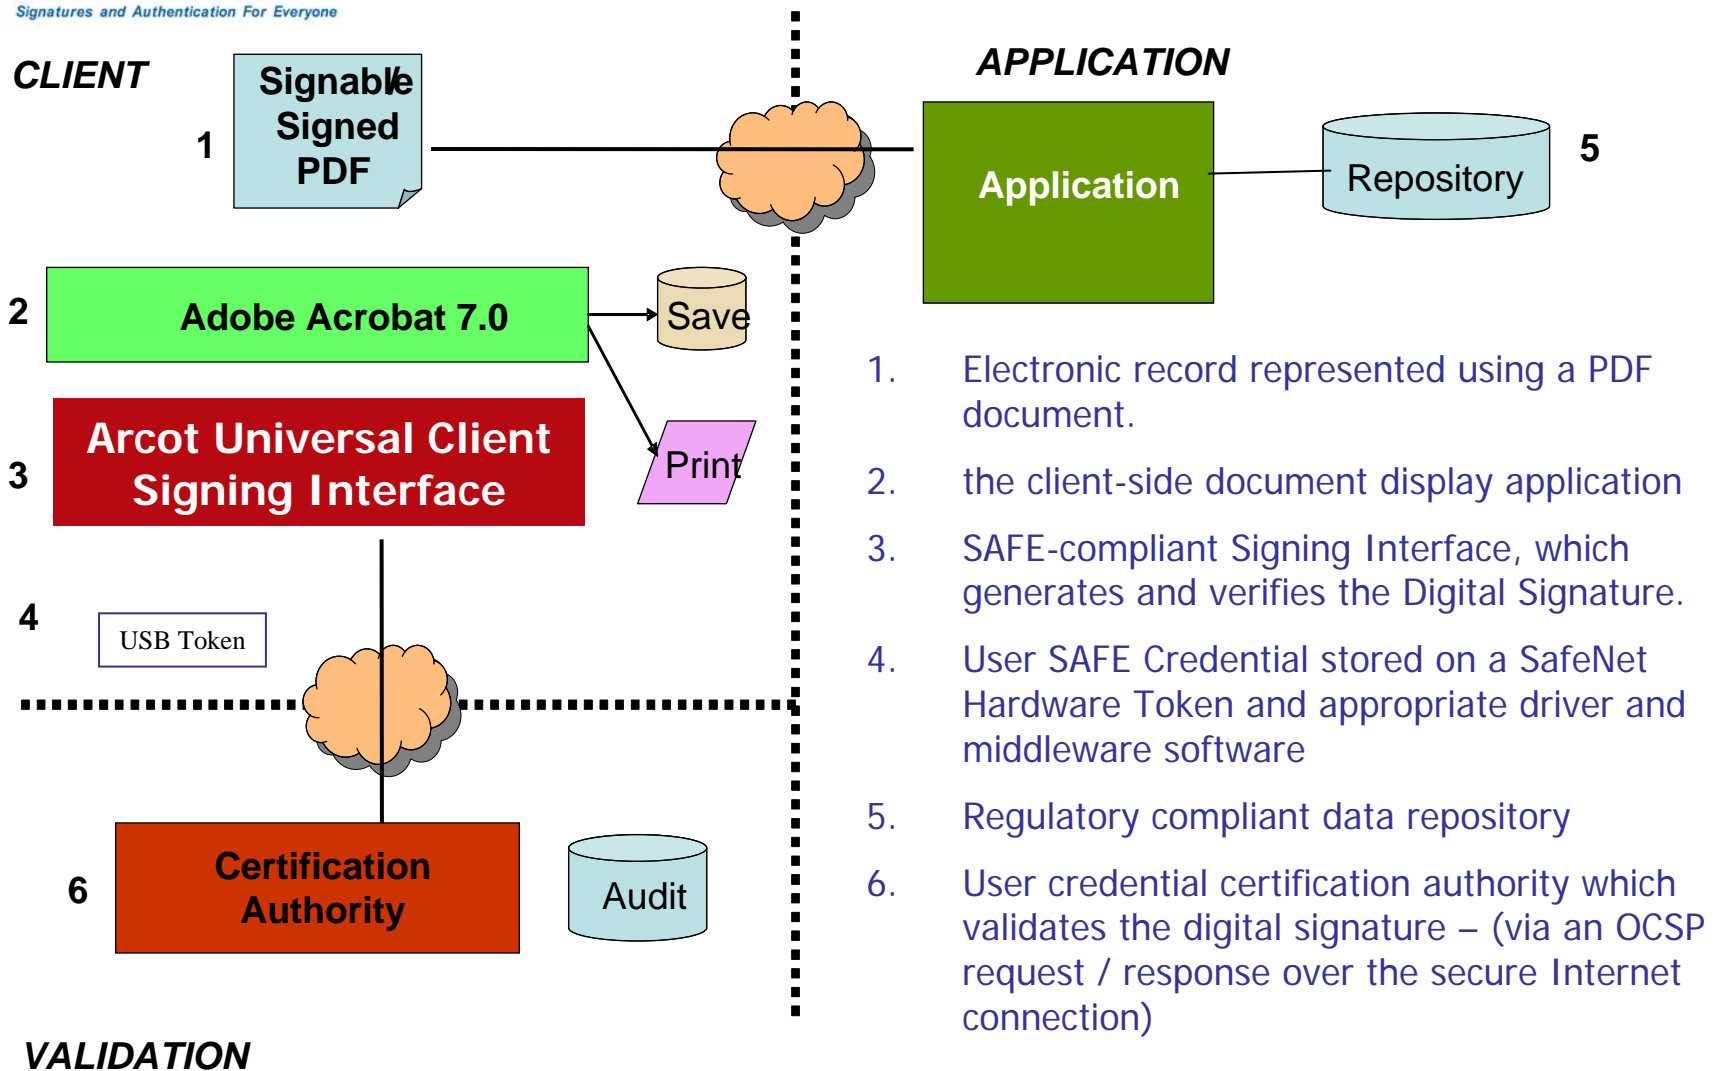 Signatures and Authentication For Everyone
CLIENT
APPLICATION
1
Signable/
Signed
PDF
Application
Repository
5
2
Adobe Acrobat 7.0
Save
3
Arcot Universal Client
Signing Interface
Print
4
USB Token
6
Certification
Authority
Audit
VALIDATION
1. Electronic record represented using a PDF
document.
2. the client-side document display application
3. SAFE-compliant Signing Interface, which
generates and verifies the Digital Signature.
4. User SAFE Credential stored on a SafeNet
Hardware Token and appropriate driver and
middleware software
5. Regulatory compliant data repository
6. User credential certification authority which
validates the digital signature – (via an OCSP
request / response over the secure Internet
connection)